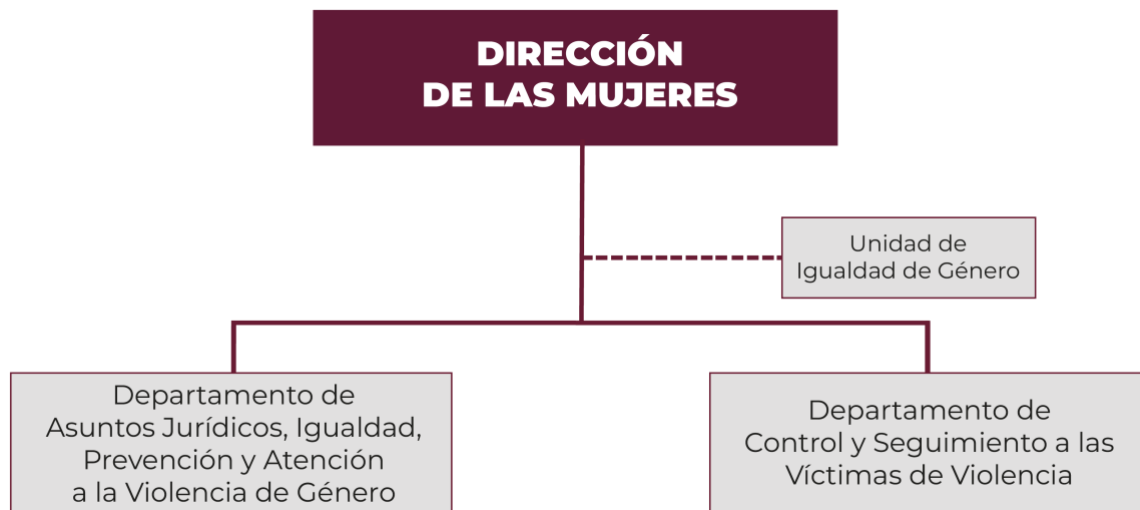 DIRECCIÓN
DE LAS MUJERES
Unidad de
Igualdad de Género
Departamento de
Asuntos Jurídicos, Igualdad,
Prevención y Atención
a la Violencia de Género
Departamento de
Control y Seguimiento a las
Víctimas de Violencia